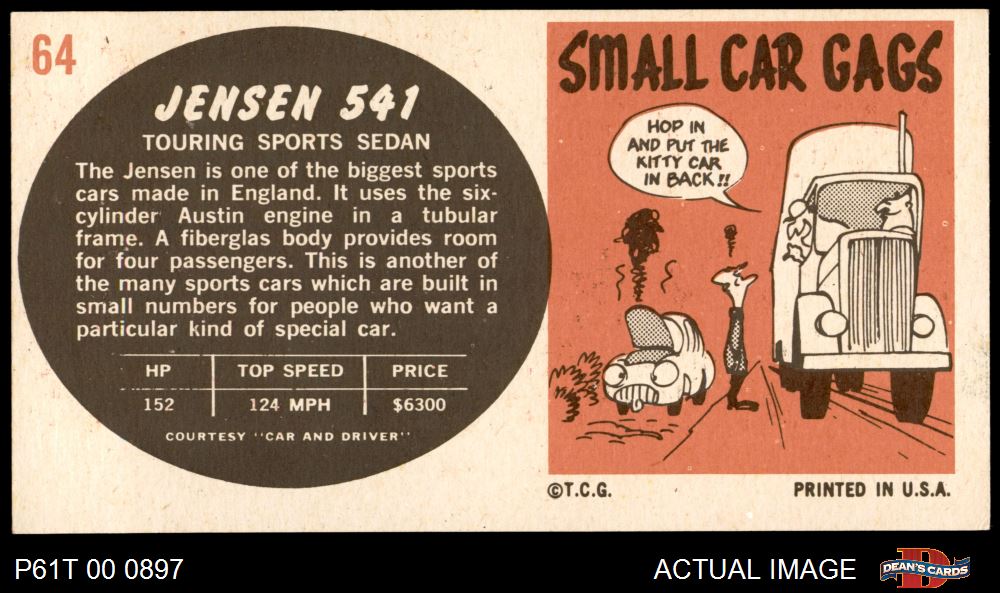 64
JENSEN 541
TOURING SPORTS SEDAN
The Jensen is one of the biggest sports
cars made in England. It uses the six-
cylinder Austin engine in a tubular
frame. A fiberglas body provides room
for four passengers. This is another of
the many sports cars which are built in
small numbers for people who want a
particular kind of special car.
HP TOP SPEED PRICE
152 124 MPH $6300
COURTESY "CAR AND DRIVER"
SMALL CAR GAGS
HOP IN
AND PUT THE
KITTY CAR
IN BACK!!
©T.C.G. PRINTED IN U.S.A.
P61T 00 0897 ACTUAL IMAGE
D
DEAN'S CARDS